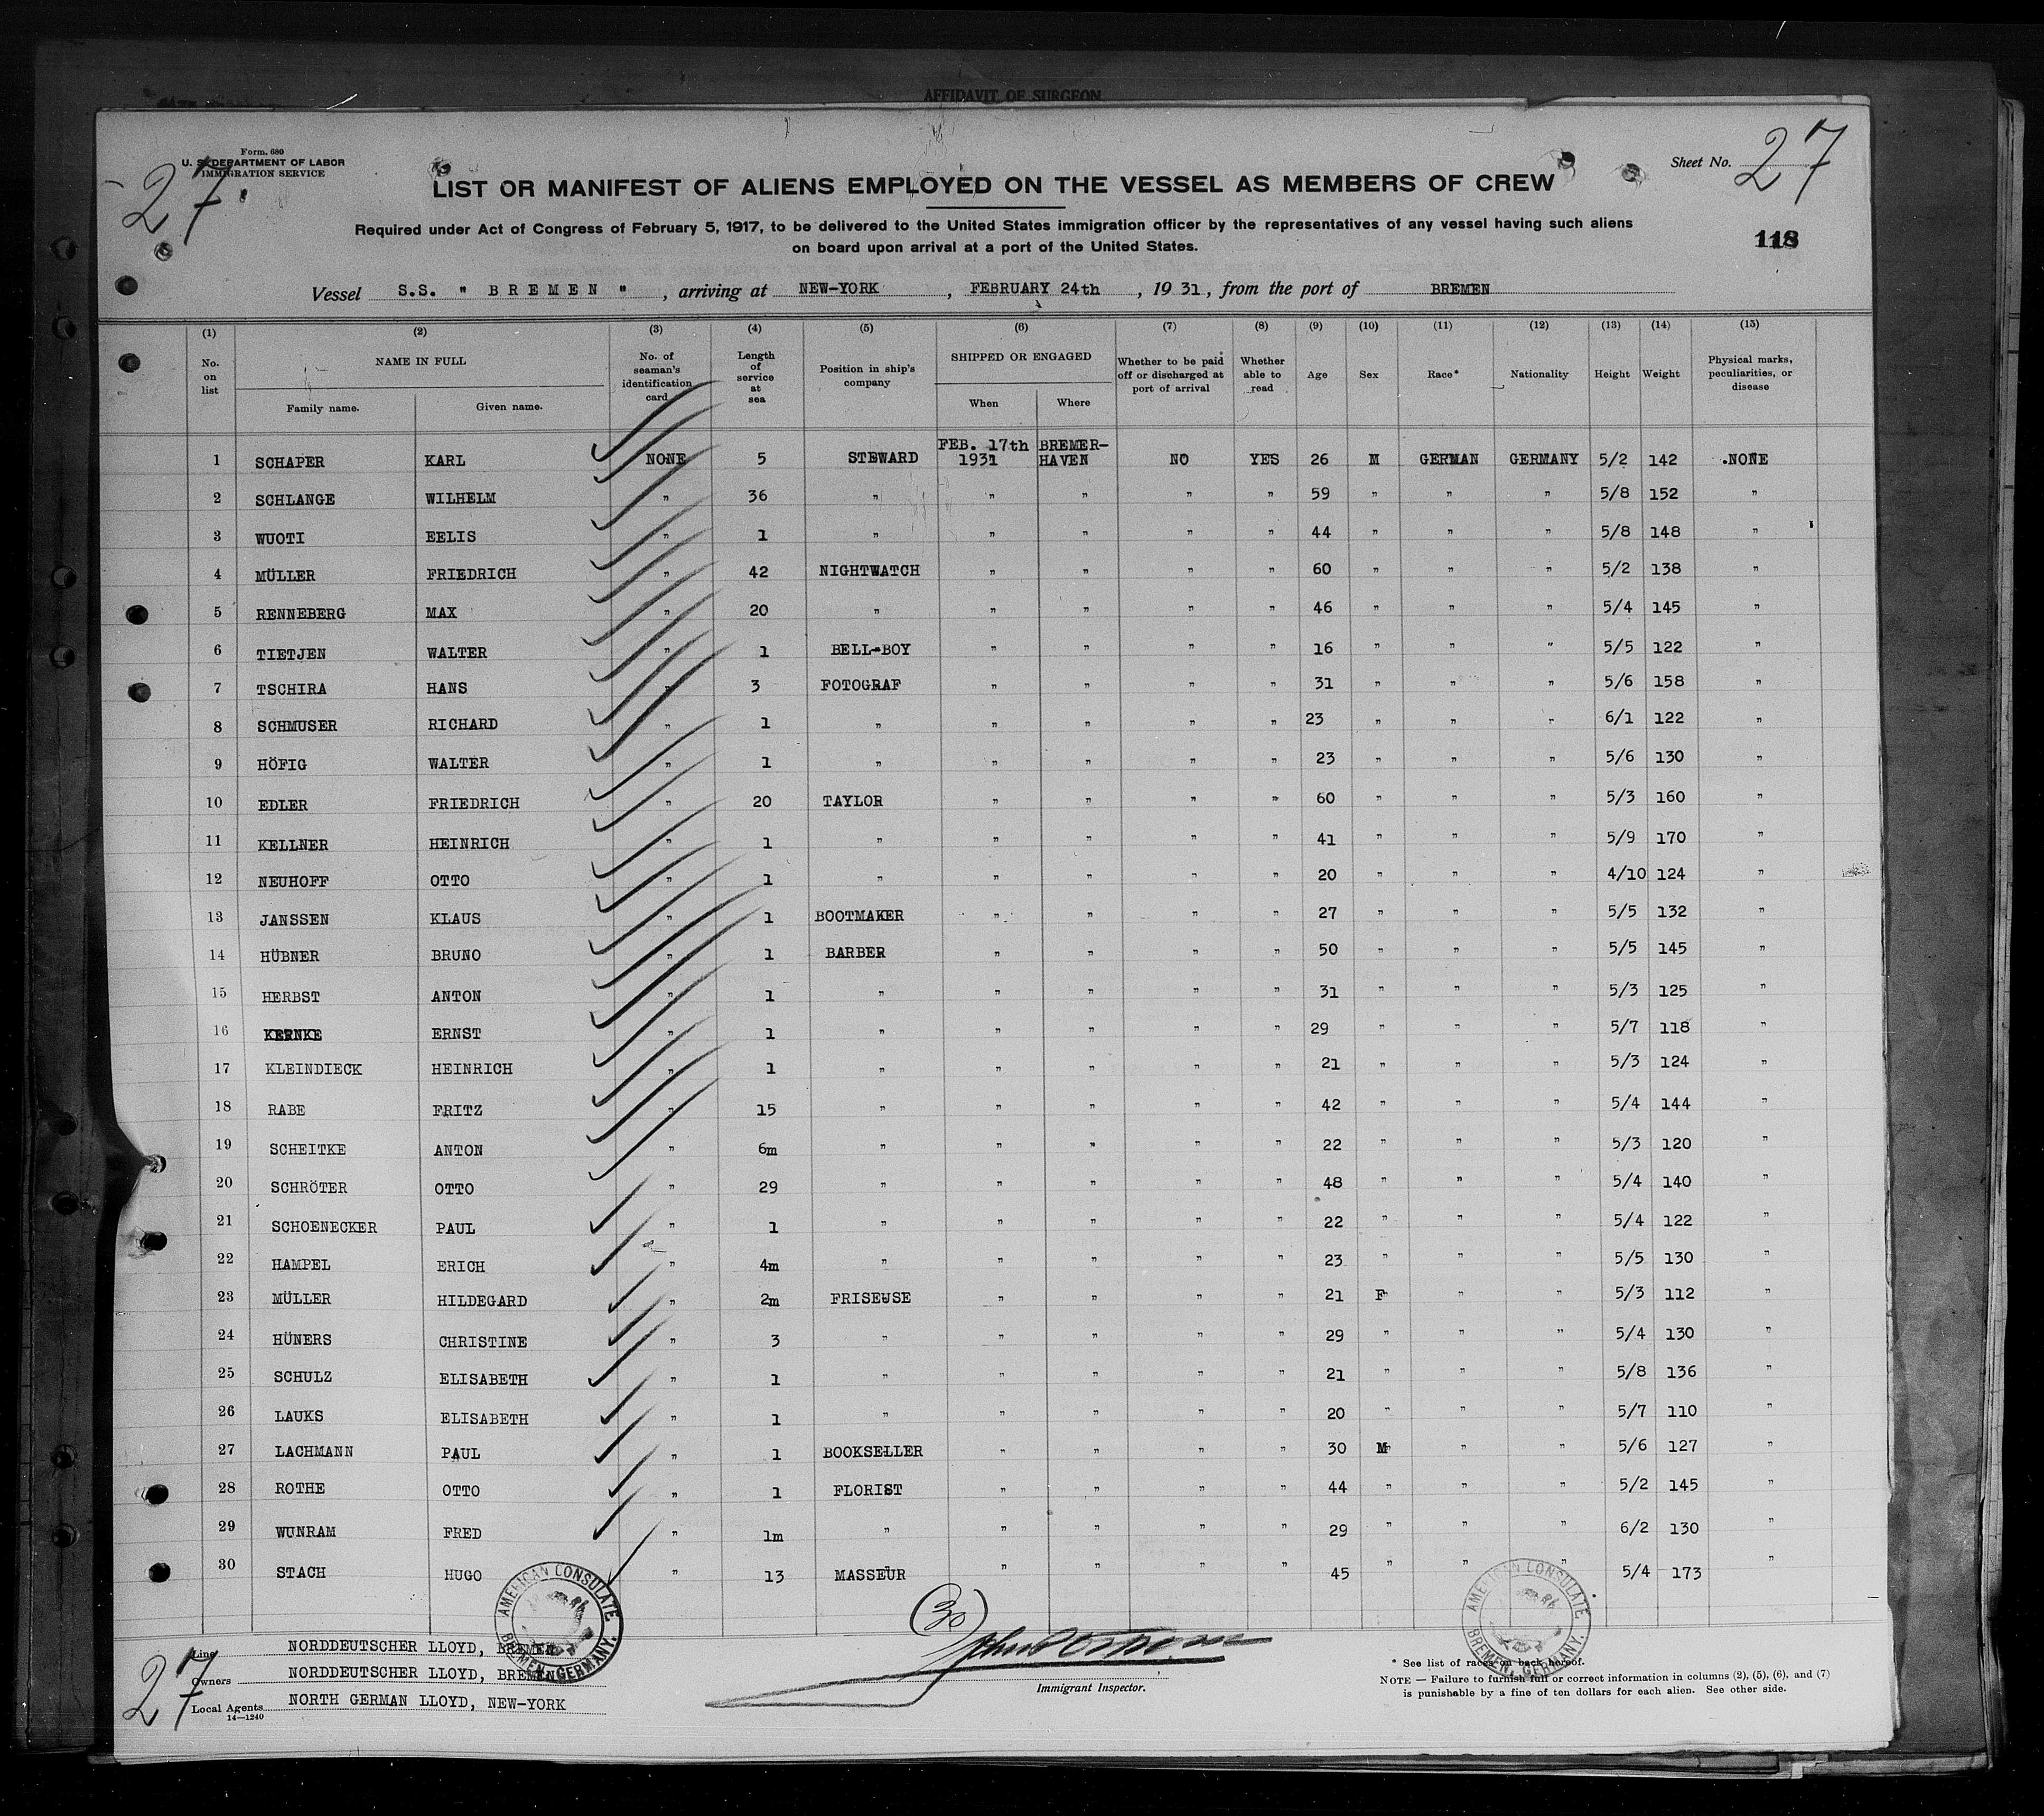 AFFIDAVIT OF SURGEON
Form. 680
U. S. DEPARTMENT OF LABOR
IMMIGRATION SERVICE
27
Sheet No. 27
LIST OR MANIFEST OF ALIENS EMPLOYED ON THE VESSEL AS MEMBERS OF CREW
Required under Act of Congress of February 5, 1917, to be delivered to the United States immigration officer by the representatives of any vessel having such aliens
on board upon arrival at a port of the United States.
118
Vessel S.S. " BREMEN " , arriving at NEW-YORK , FEBRUARY 24th , 1931, from the port of BREMEN
(1) (2) (3) (4) (5) (6) (7) (8) (9) (10) (11) (12) (13) (14) (15)
No. on list NAME IN FULL Family name. Given name. No. of seaman's identification card Length of service at sea Position in ship's company SHIPPED OR ENGAGED When Where Whether to be paid off or discharged at port of arrival Whether able to read Age Sex Race* Nationality Height Weight Physical marks, peculiarities, or disease
1 SCHAPER KARL NONE 5 STEWARD FEB. 17th 1931 BREMER-HAVEN NO YES 26 M GERMAN GERMANY 5/2 142 .NONE
2 SCHLANGE WILHELM " 36 " " " " " 59 " " " 5/8 152 "
3 WUOTI EELIS " 1 " " " " " 44 " " " 5/8 148 "
4 MÜLLER FRIEDRICH " 42 NIGHTWATCH " " " " 60 " " " 5/2 138 "
5 RENNEBERG MAX " 20 " " " " " 46 " " " 5/4 145 "
6 TIETJEN WALTER " 1 BELL-BOY " " " " 16 " " " 5/5 122 "
7 TSCHIRA HANS " 3 FOTOGRAF " " " " 31 " " " 5/6 158 "
8 SCHMUSER RICHARD " 1 " " " " " 23 " " " 6/1 122 "
9 HÖFIG WALTER " 1 " " " " " 23 " " " 5/6 130 "
10 EDLER FRIEDRICH " 20 TAYLOR " " " " 60 " " " 5/3 160 "
11 KELLNER HEINRICH " 1 " " " " " 41 " " " 5/9 170 "
12 NEUHOFF OTTO " 1 " " " " " 20 " " " 4/10 124 "
13 JANSSEN KLAUS " 1 BOOTMAKER " " " " 27 " " " 5/5 132 "
14 HÜBNER BRUNO " 1 BARBER " " " " 50 " " " 5/5 145 "
15 HERBST ANTON " 1 " " " " " 31 " " " 5/3 125 "
16 KERNKE ERNST " 1 " " " " " 29 " " " 5/7 118 "
17 KLEINDIECK HEINRICH " 1 " " " " " 21 " " " 5/3 124 "
18 RABE FRITZ " 15 " " " " " 42 " " " 5/4 144 "
19 SCHEITKE ANTON " 6m " " " " " 22 " " " 5/3 120 "
20 SCHRÖTER OTTO " 29 " " " " " 48 " " " 5/4 140 "
21 SCHOENECKER PAUL " 1 " " " " " 22 " " " 5/4 122 "
22 HAMPEL ERICH " 4m " " " " " 23 " " " 5/5 130 "
23 MÜLLER HILDEGARD " 2m FRISEUSE " " " " 21 F " " 5/3 112 "
24 HÜNERS CHRISTINE " 3 " " " " " 29 " " " 5/4 130 "
25 SCHULZ ELISABETH " 1 " " " " " 21 " " " 5/8 136 "
26 LAUKS ELISABETH " 1 " " " " " 20 " " " 5/7 110 "
27 LACHMANN PAUL " 1 BOOKSELLER " " " " 30 M " " 5/6 127 "
28 ROTHE OTTO " 1 FLORIST " " " " 44 " " " 5/2 145 "
29 WUNRAM FRED " 1m " " " " " 29 " " " 6/2 130 "
30 STACH HUGO " 13 MASSEUR " " " " 45 " " " 5/4 173 "
AMERICAN CONSULATE BREMEN, GERMANY.
AMERICAN CONSULATE BREMEN, GERMANY.
(30)
Line NORDDEUTSCHER LLOYD, BREMEN
Owners NORDDEUTSCHER LLOYD, BREMEN
Local Agents NORTH GERMAN LLOYD, NEW-YORK
14—1240
27
Immigrant Inspector.
* See list of races on back hereof.
NOTE — Failure to furnish full or correct information in columns (2), (5), (6), and (7)
is punishable by a fine of ten dollars for each alien. See other side.